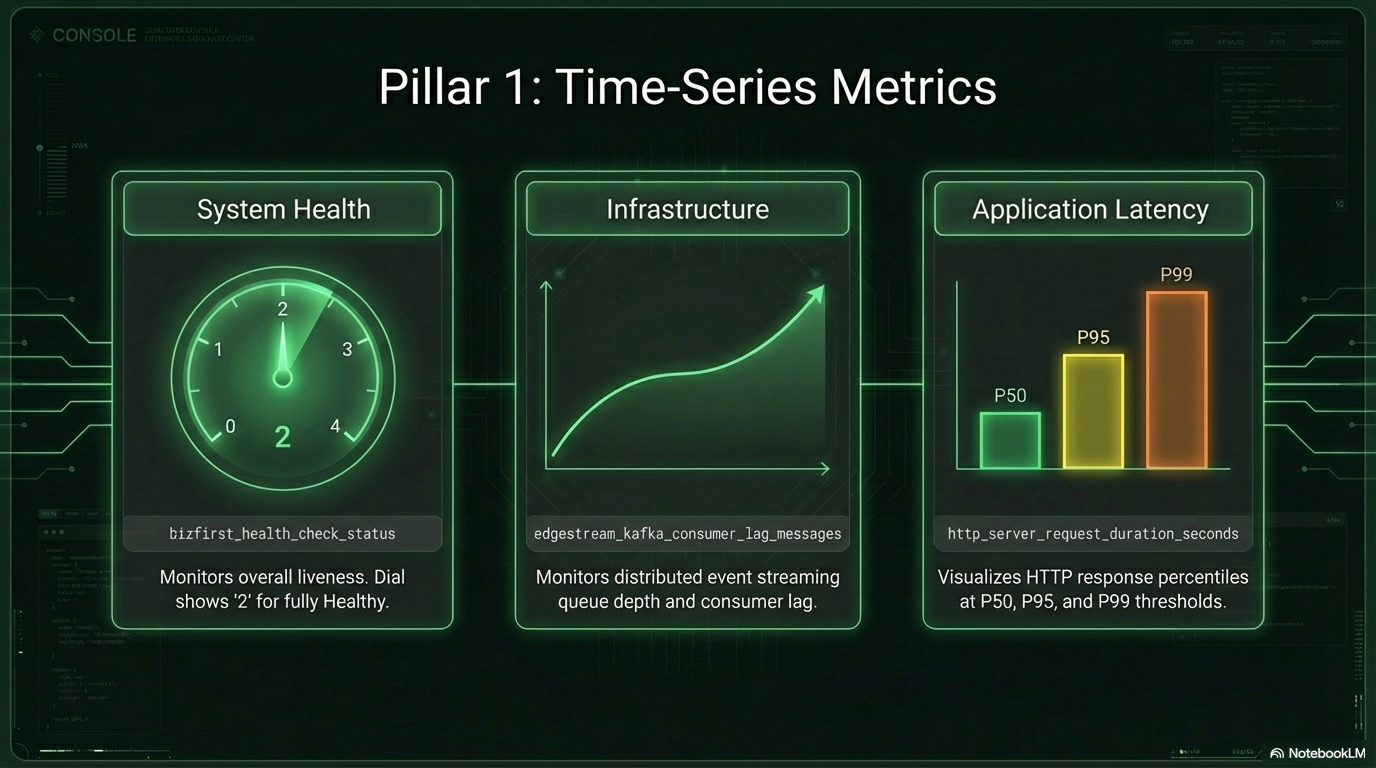 CONSOLE
Pillar 1: Time-Series Metrics
System Health
0
1
2
3
4
2
bizfirst_health_check_status
Monitors overall liveness. Dial
shows '2' for fully Healthy.
Infrastructure
edgestream_kafka_consumer_lag_messages
Monitors distributed event streaming
queue depth and consumer lag.
Application Latency
P50
P95
P99
http_server_request_duration_seconds
Visualizes HTTP response percentiles
at P50, P95, and P99 thresholds.
NotebookLM